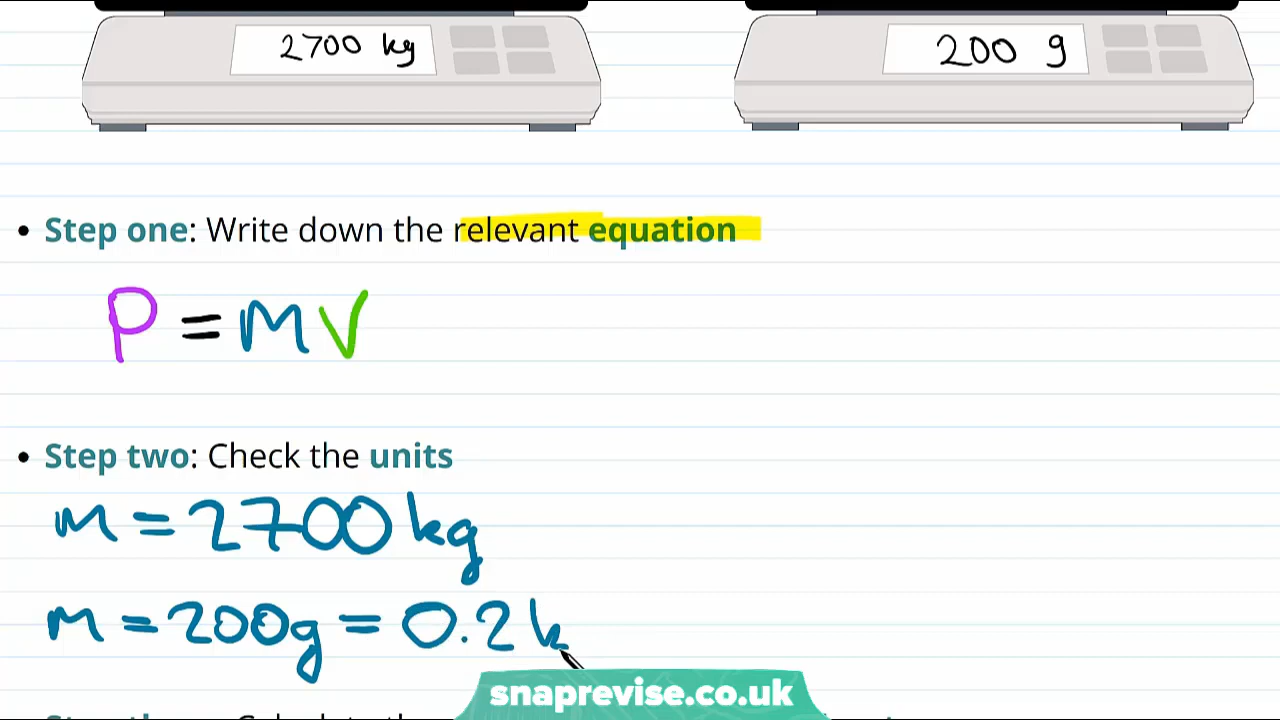 2700 kg
200 g
• Step one: Write down the relevant equation
P = mv
• Step two: Check the units
m = 2700 kg
m = 200g = 0.2 k
snaprevise.co.uk